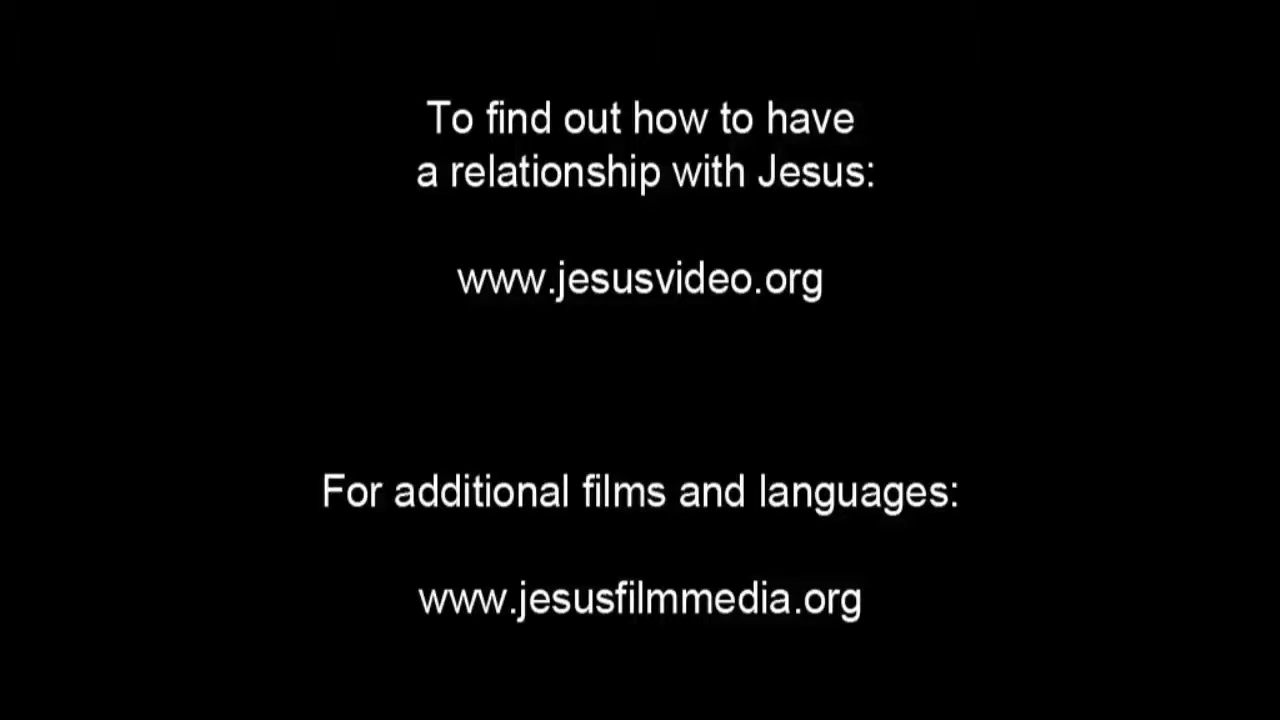 To find out how to have
a relationship with Jesus:
www.jesusvideo.org
For additional films and languages:
www.jesusfilmmedia.org